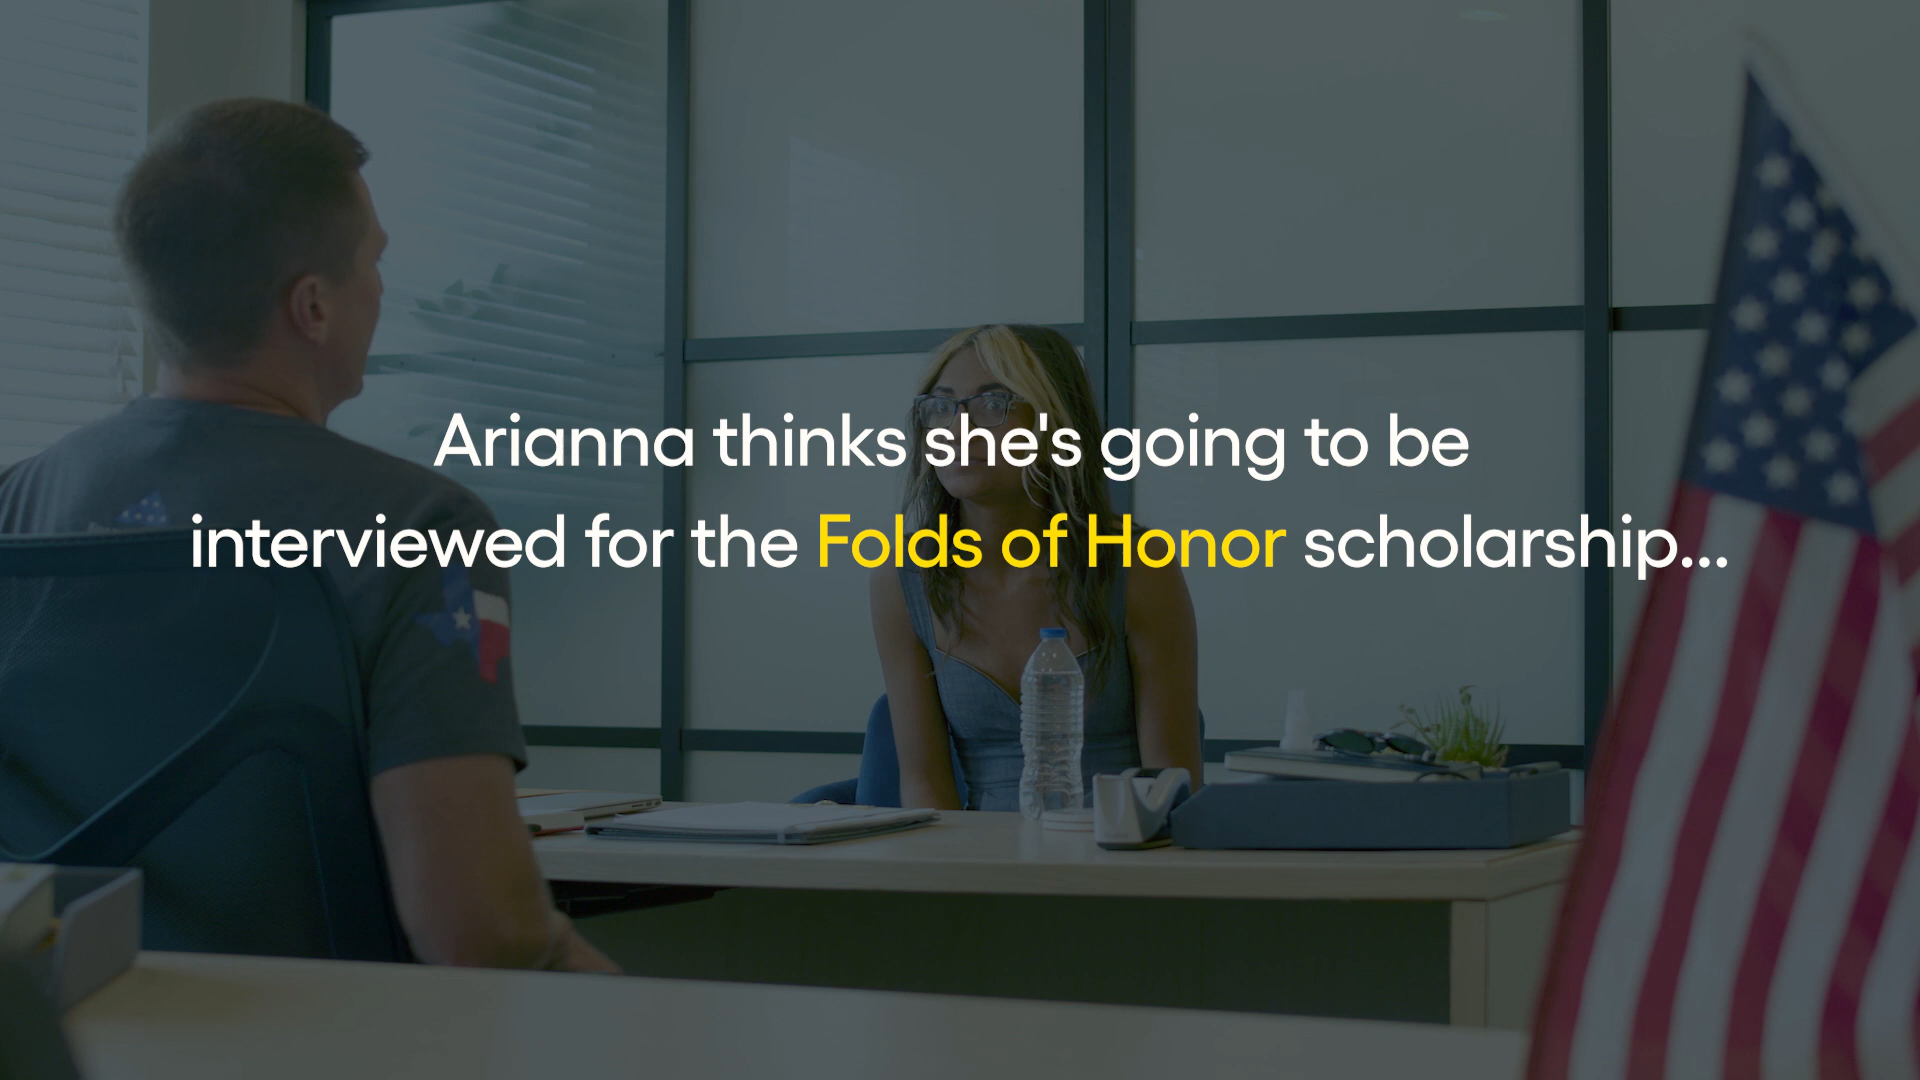 Arianna thinks she's going to be
interviewed for the Folds of Honor scholarship...